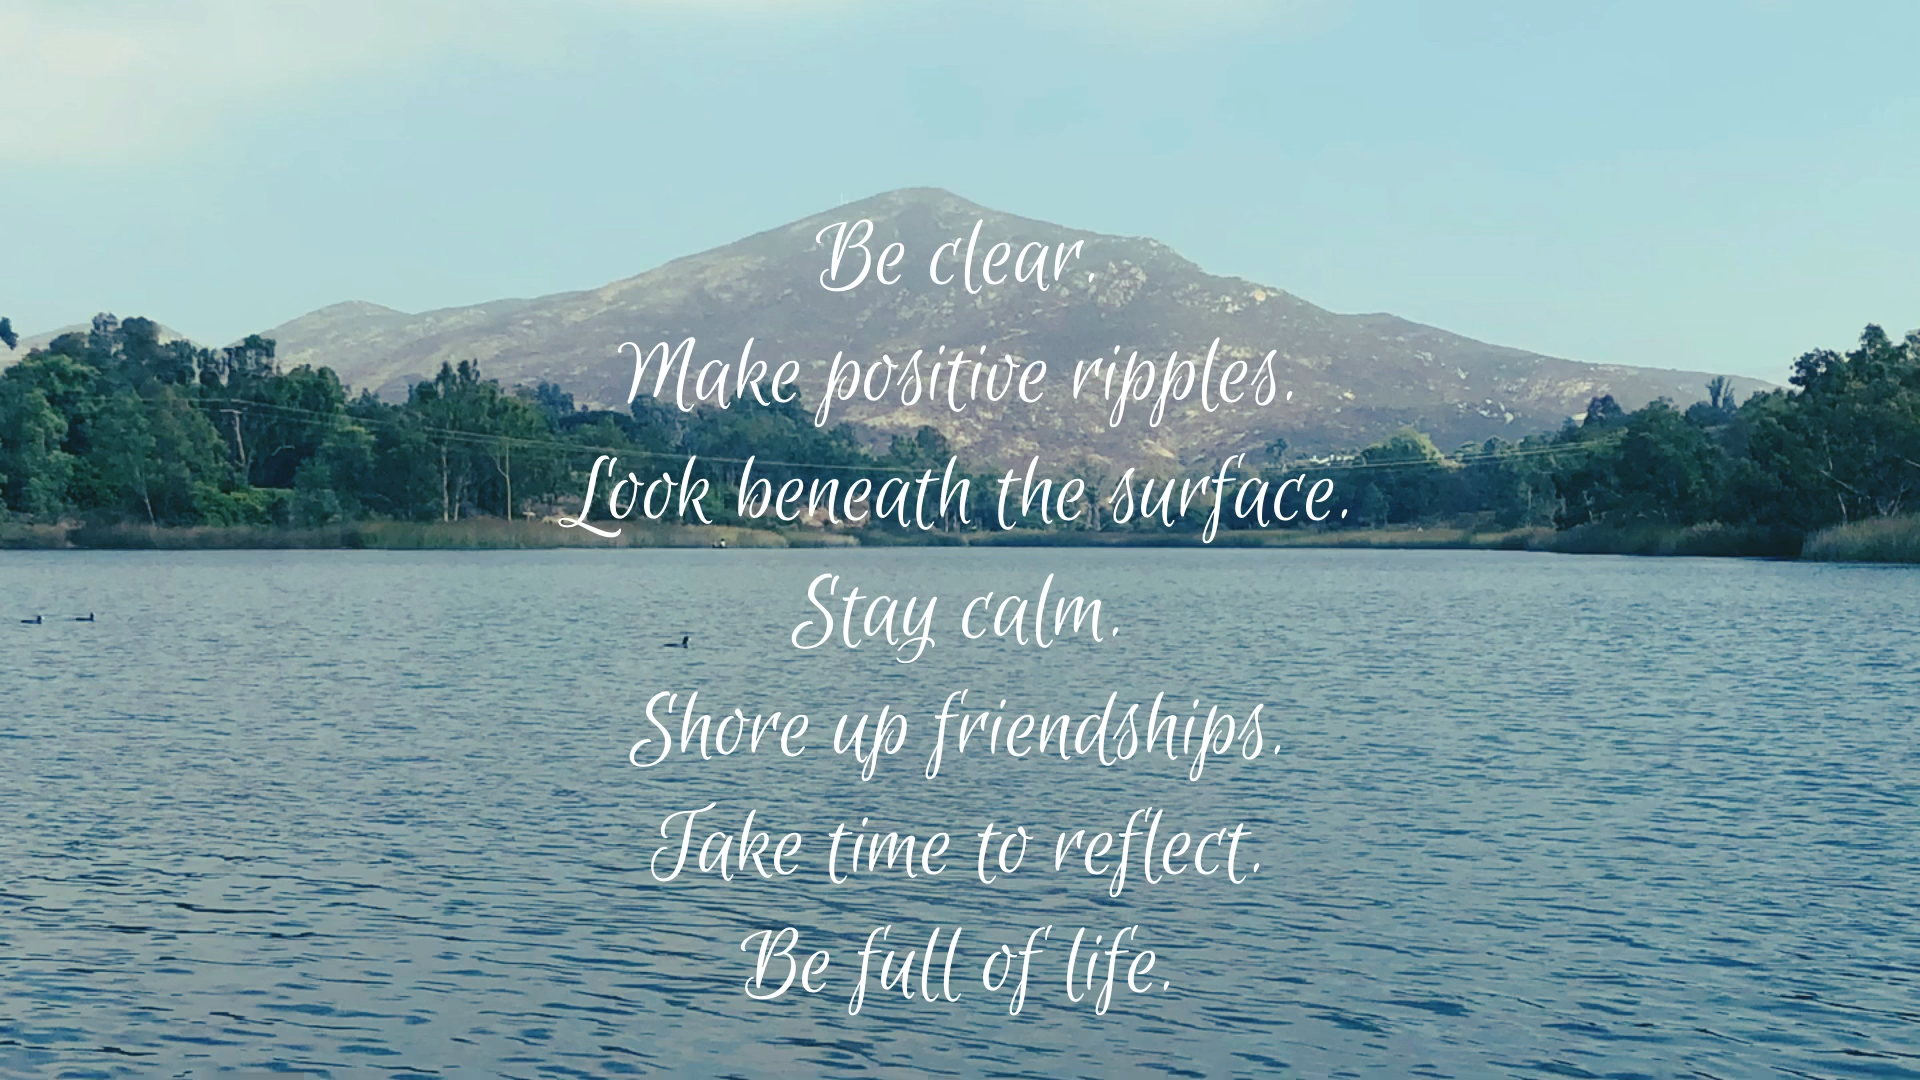 Be clear.
Make positive ripples.
Look beneath the surface.
Stay calm.
Shore up friendships.
Take time to reflect.
Be full of life.